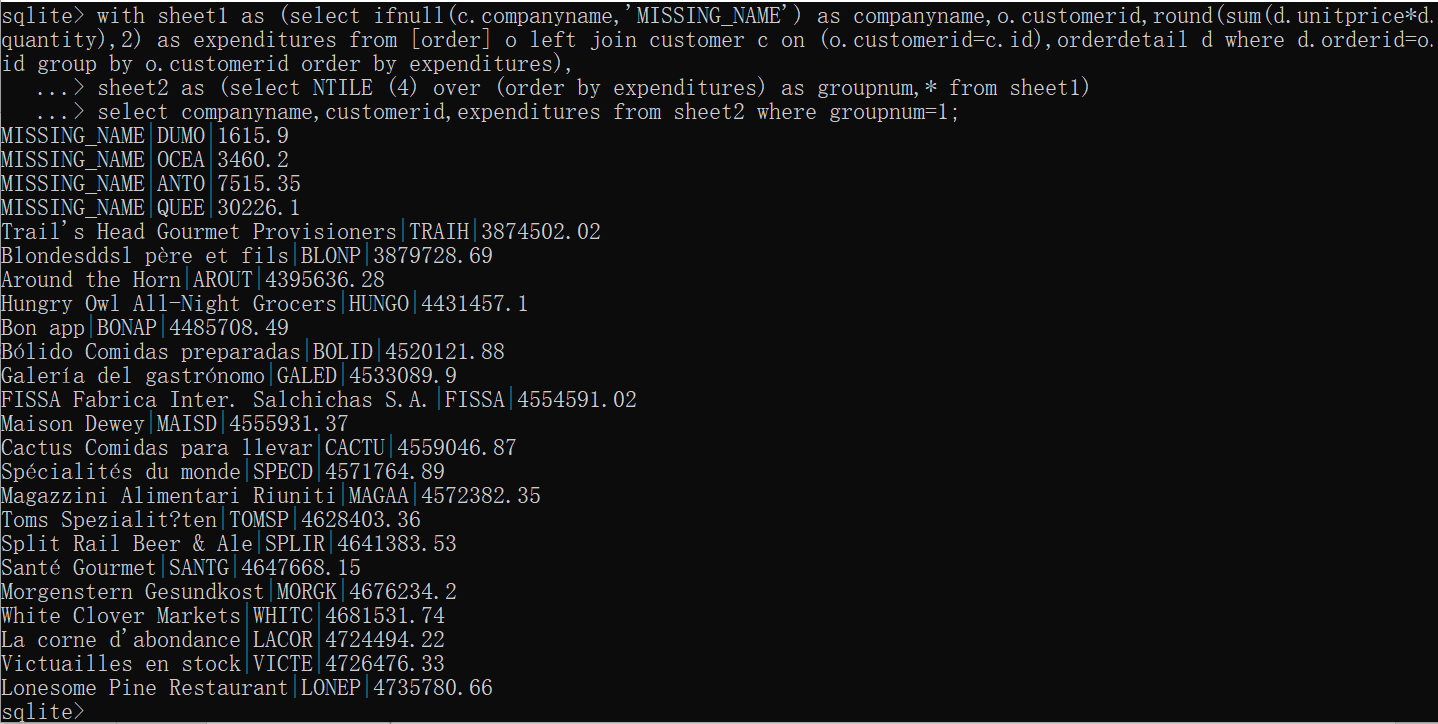 sqlite> with sheet1 as (select ifnull(c.companyname,'MISSING_NAME') as companyname,o.customerid,round(sum(d.unitprice*d.
quantity),2) as expenditures from [order] o left join customer c on (o.customerid=c.id),orderdetail d where d.orderid=o.
id group by o.customerid order by expenditures),
   ...> sheet2 as (select NTILE (4) over (order by expenditures) as groupnum,* from sheet1)
   ...> select companyname,customerid,expenditures from sheet2 where groupnum=1;
MISSING_NAME|DUMO|1615.9
MISSING_NAME|OCEA|3460.2
MISSING_NAME|ANTO|7515.35
MISSING_NAME|QUEE|30226.1
Trail's Head Gourmet Provisioners|TRAIH|3874502.02
Blondesddsl père et fils|BLONP|3879728.69
Around the Horn|AROUT|4395636.28
Hungry Owl All-Night Grocers|HUNGO|4431457.1
Bon app|BONAP|4485708.49
Bólido Comidas preparadas|BOLID|4520121.88
Galería del gastrónomo|GALED|4533089.9
FISSA Fabrica Inter. Salchichas S.A.|FISSA|4554591.02
Maison Dewey|MAISD|4555931.37
Cactus Comidas para llevar|CACTU|4559046.87
Spécialités du monde|SPECD|4571764.89
Magazzini Alimentari Riuniti|MAGAA|4572382.35
Toms Spezialit?ten|TOMSP|4628403.36
Split Rail Beer & Ale|SPLIR|4641383.53
Santé Gourmet|SANTG|4647668.15
Morgenstern Gesundkost|MORGK|4676234.2
White Clover Markets|WHITC|4681531.74
La corne d'abondance|LACOR|4724494.22
Victuailles en stock|VICTE|4726476.33
Lonesome Pine Restaurant|LONEP|4735780.66
sqlite>